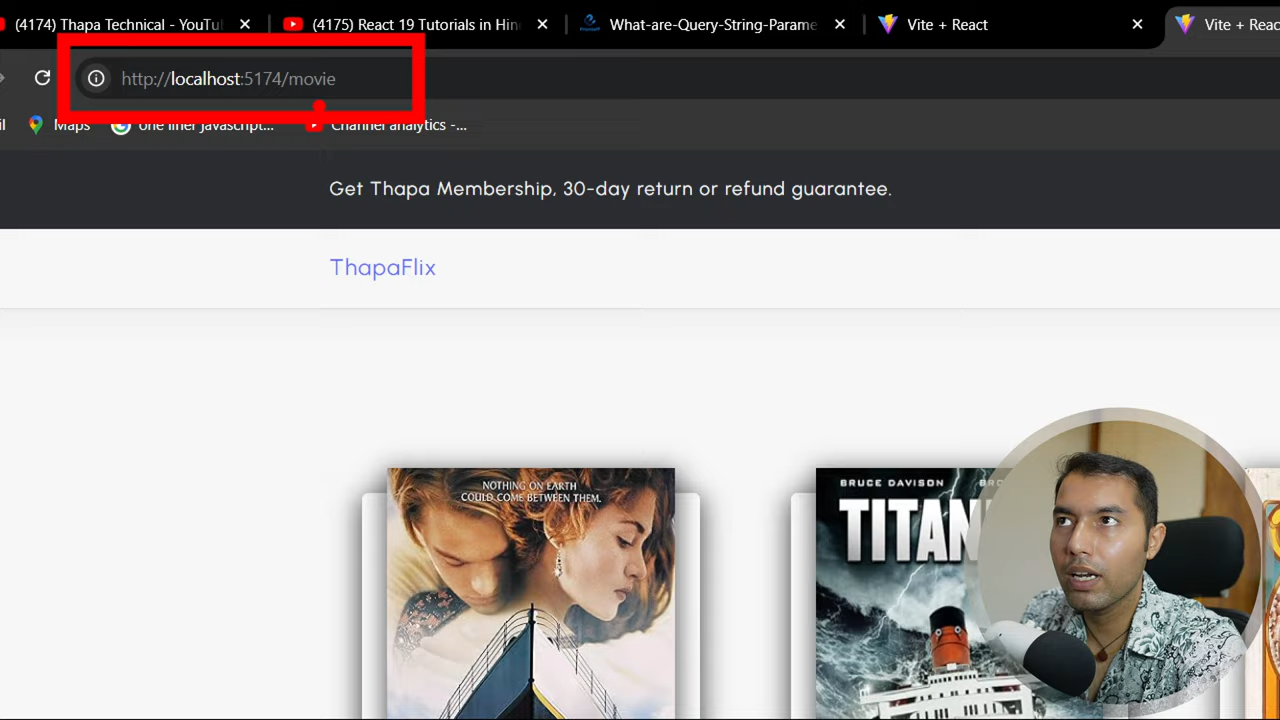 (4174) Thapa Technical - YouTu
(4175) React 19 Tutorials in Hin
What-are-Query-String-Parame
Vite + React
Vite + Reac
http://localhost:5174/movie
Maps
one liner javascript...
Channel analytics -...
Get Thapa Membership, 30-day return or refund guarantee.
ThapaFlix
NOTHING ON EARTH
COULD COME BETWEEN THEM.
BRUCE DAVISON
TITAN